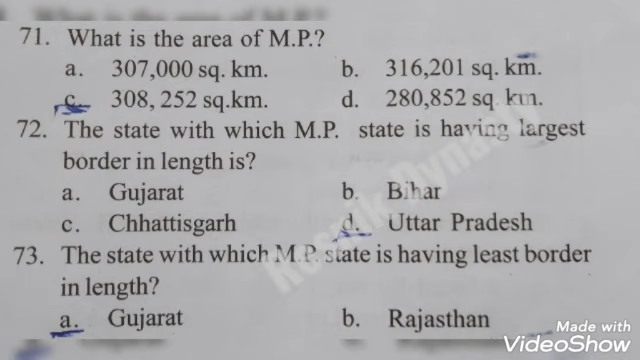 71. What is the area of M.P.?
a. 307,000 sq. km. b. 316,201 sq. km.
c. 308, 252 sq.km. d. 280,852 sq. km.
72. The state with which M.P. state is having largest
border in length is?
a. Gujarat b. Bihar
c. Chhattisgarh d. Uttar Pradesh
73. The state with which M.P. state is having least border
in length?
a. Gujarat b. Rajasthan
Made with
VideoShow